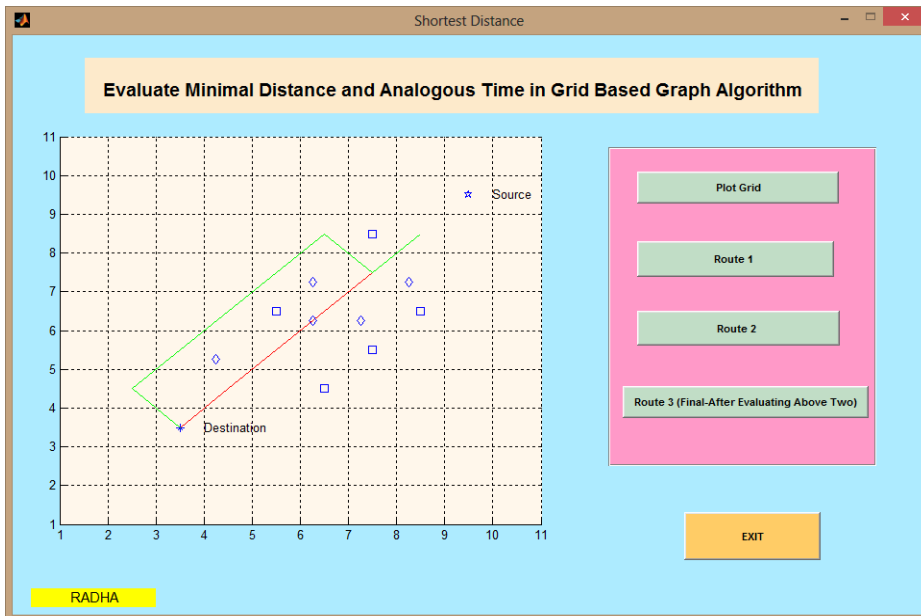 Shortest Distance
Evaluate Minimal Distance and Analogous Time in Grid Based Graph Algorithm
11
10
9
8
7
6
5
4
3
2
1
1 2 3 4 5 6 7 8 9 10 11
Source
Destination
Plot Grid
Route 1
Route 2
Route 3 (Final-After Evaluating Above Two)
EXIT
RADHA